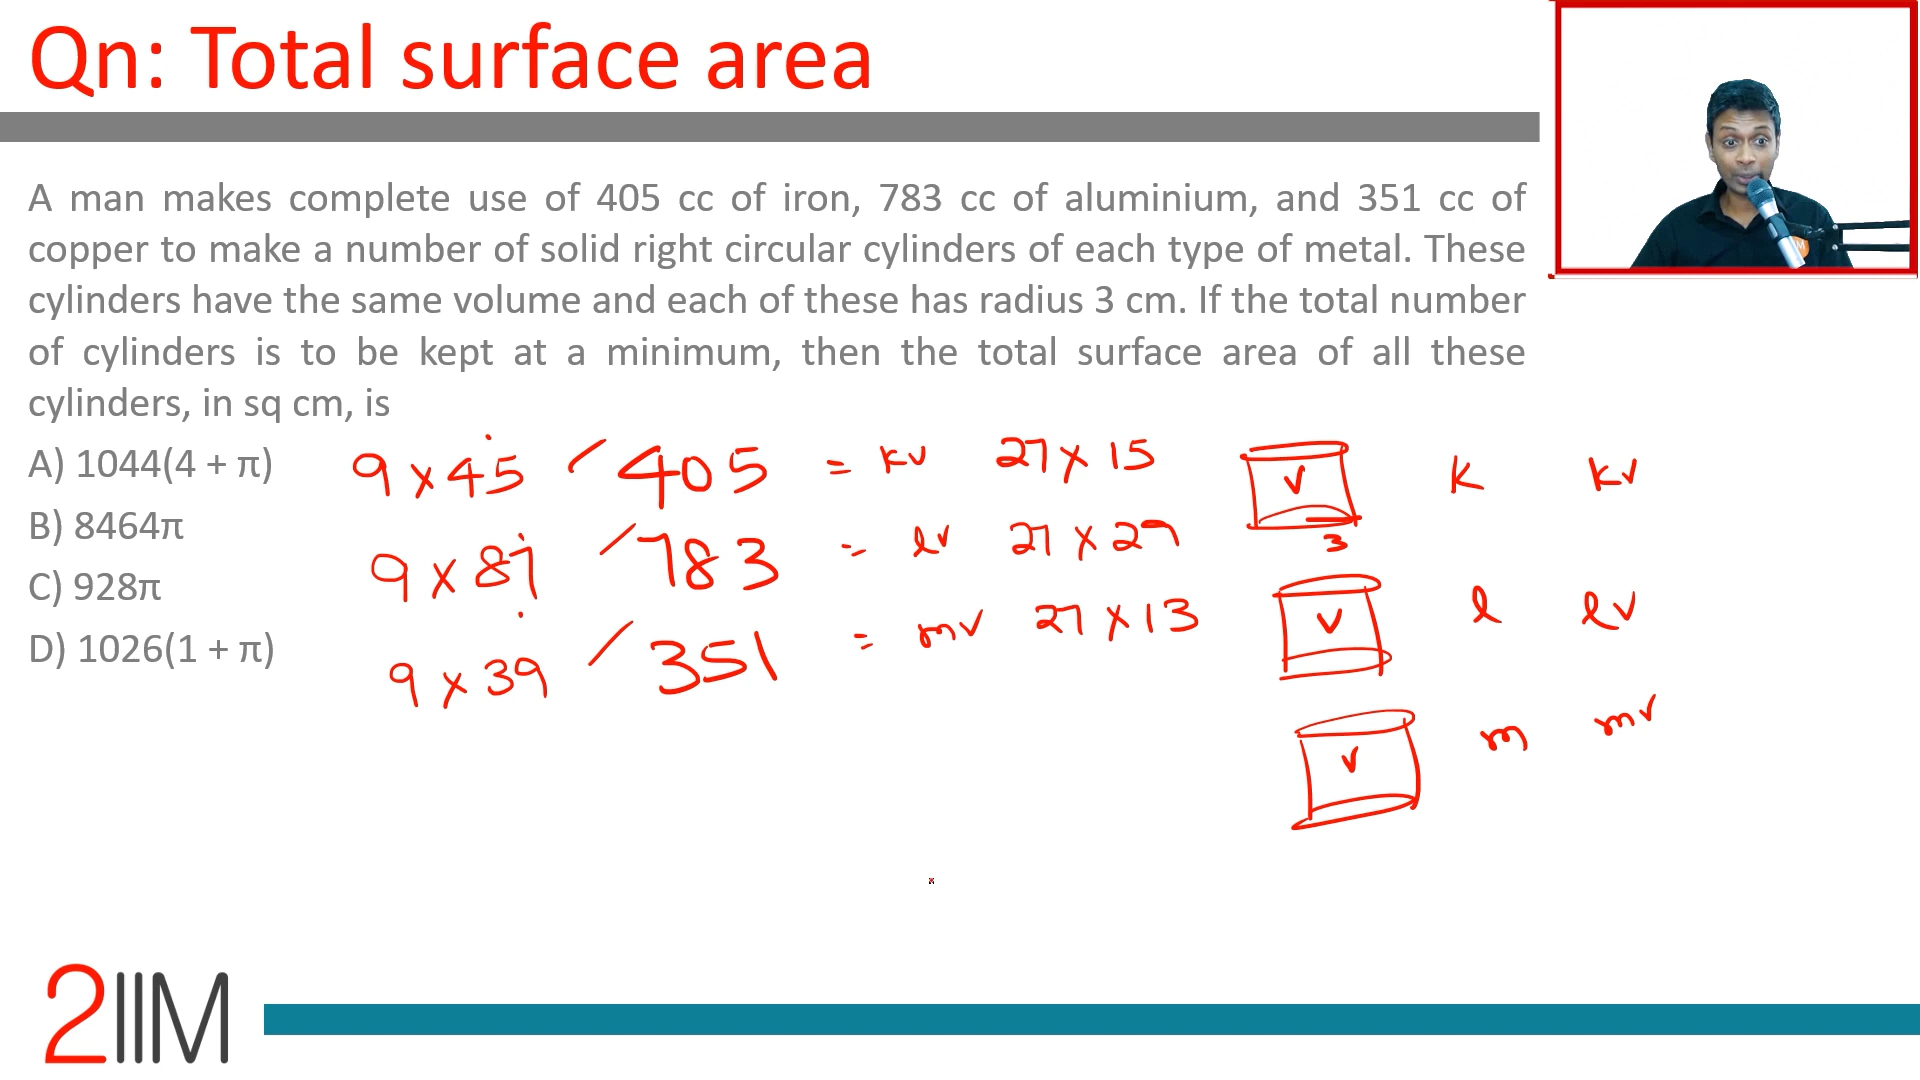 Qn: Total surface area
A man makes complete use of 405 cc of iron, 783 cc of aluminium, and 351 cc of
copper to make a number of solid right circular cylinders of each type of metal. These
cylinders have the same volume and each of these has radius 3 cm. If the total number
of cylinders is to be kept at a minimum, then the total surface area of all these
cylinders, in sq cm, is
A) 1044(4 + π)
B) 8464π
C) 928π
D) 1026(1 + π)
9 x 45 405 = kv 27 x 15 v k kv
3
9 x 87 783 = lv 27 x 29 v l lv
9 x 39 351 = mv 27 x 13 v m mv
2IIM